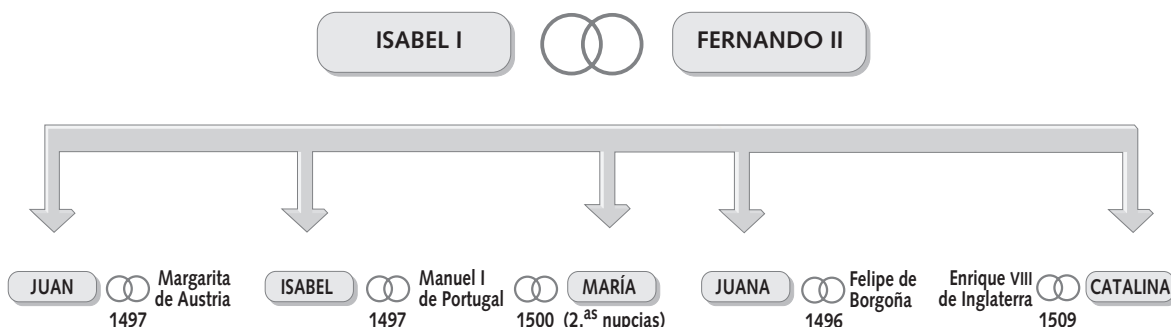 ISABEL I
FERNANDO II
JUAN
Margarita
de Austria
1497
ISABEL
1497
Manuel I
de Portugal
1500
MARÍA
(2.as nupcias)
JUANA
1496
Felipe de
Borgoña
Enrique VIII
de Inglaterra
1509
CATALINA